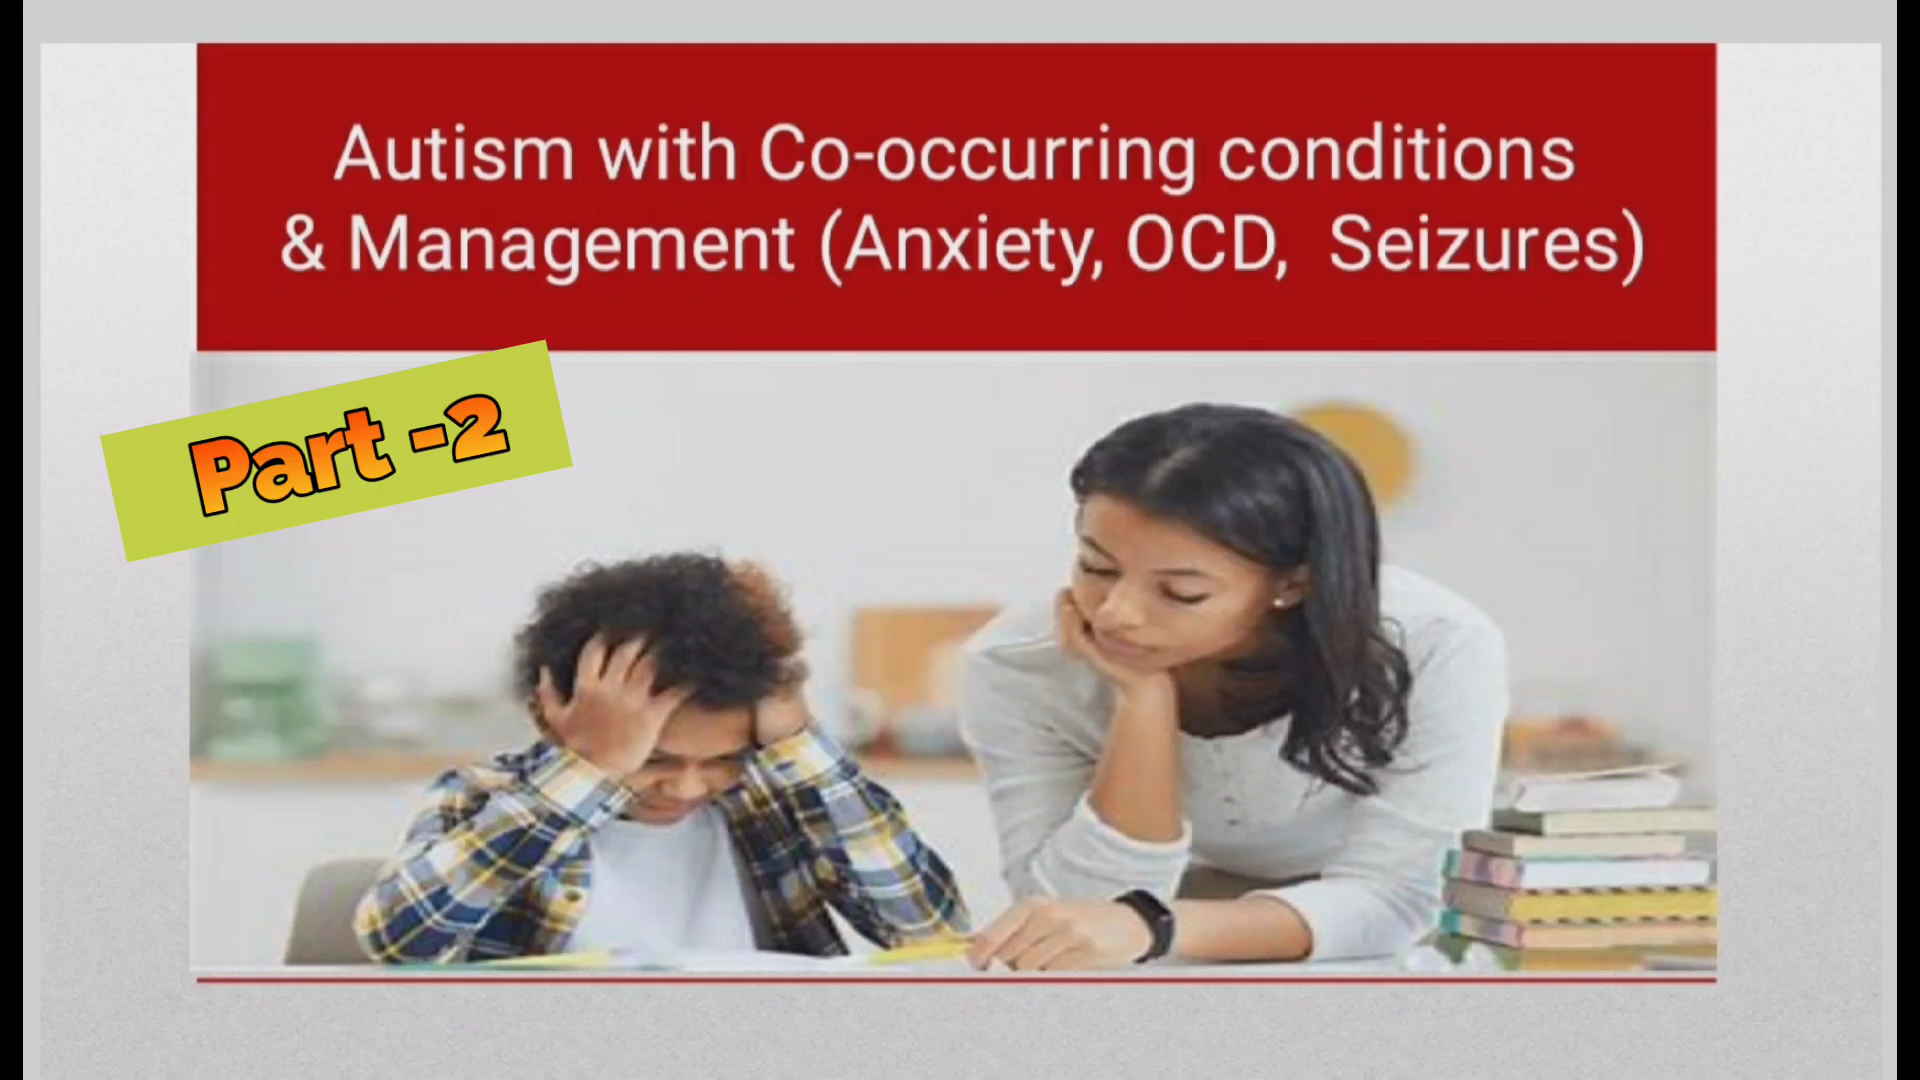 Autism with Co-occurring conditions
& Management (Anxiety, OCD, Seizures)
Part -2